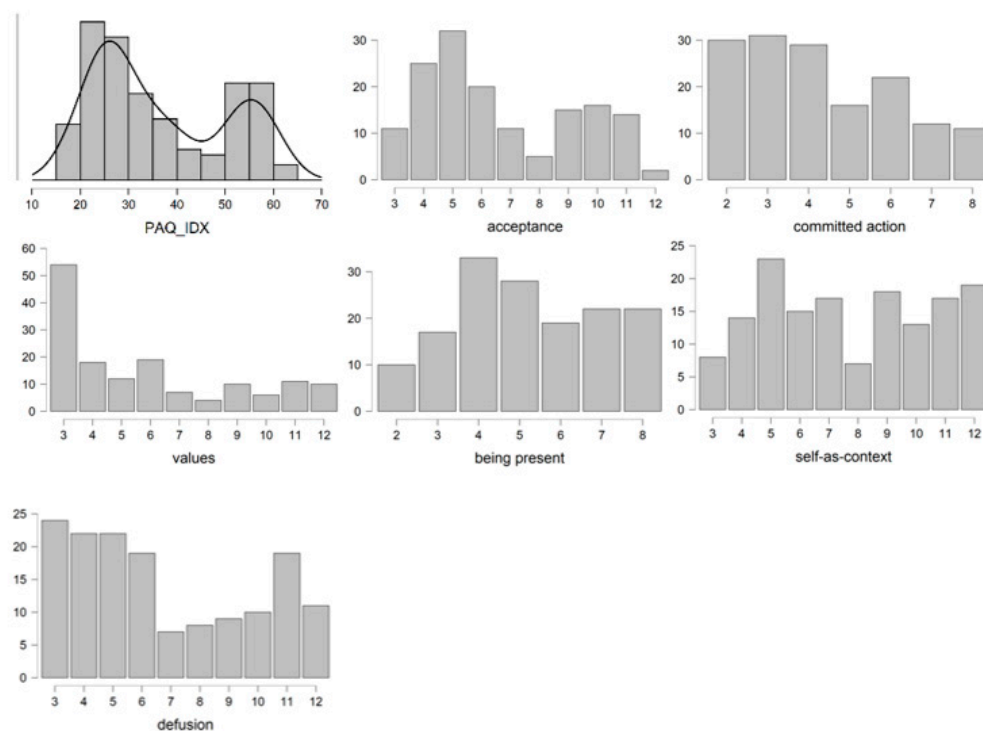 10 20 30 40 50 60 70
PAQ_IDX
30
20
10
0
3 4 5 6 7 8 9 10 11 12
acceptance
30
20
10
0
2 3 4 5 6 7 8
committed action
60
50
40
30
20
10
0
3 4 5 6 7 8 9 10 11 12
values
30
20
10
0
2 3 4 5 6 7 8
being present
25
20
15
10
5
0
3 4 5 6 7 8 9 10 11 12
self-as-context
25
20
15
10
5
0
3 4 5 6 7 8 9 10 11 12
defusion